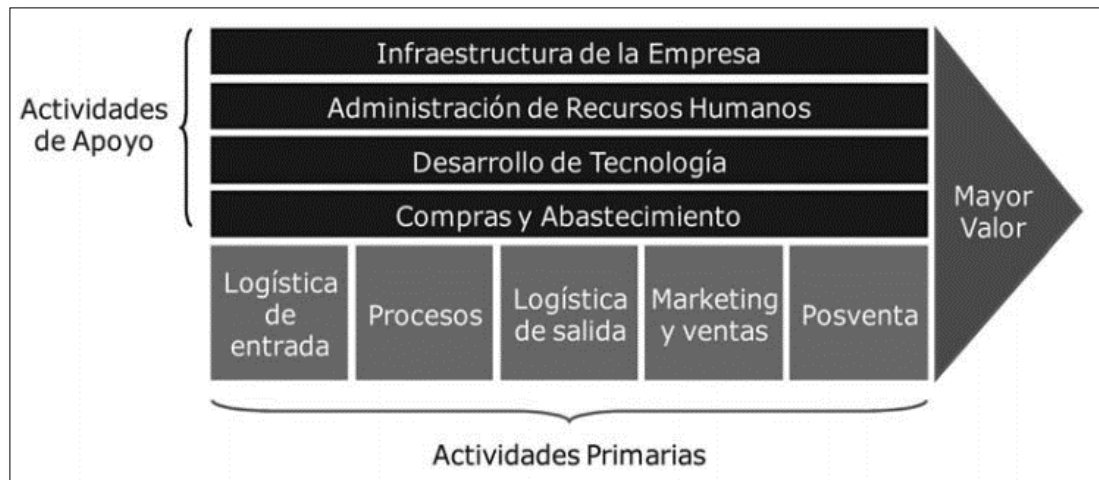 Infraestructura de la Empresa
Administración de Recursos Humanos
Desarrollo de Tecnología
Compras y Abastecimiento
Actividades
de Apoyo
Logística
de
entrada
Procesos
Logística
de salida
Marketing
y ventas
Posventa
Mayor
Valor
Actividades Primarias